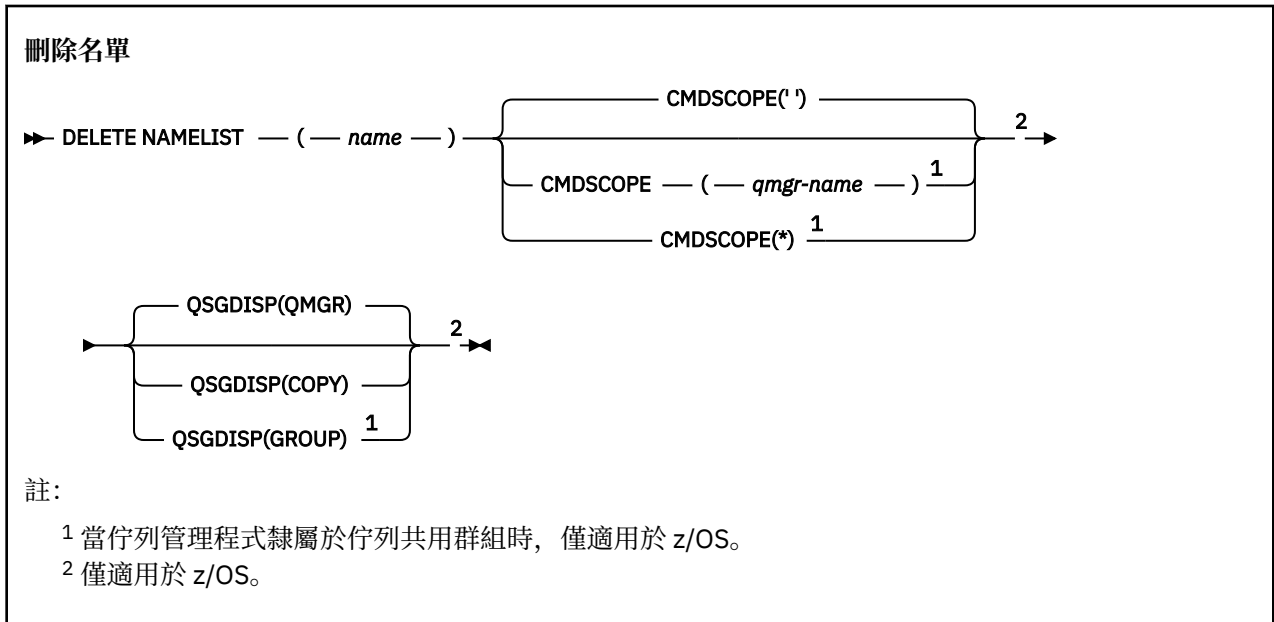 刪除名單
CMDSCOPE(' ')
DELETE NAMELIST ( name ) 2
CMDSCOPE ( qmgr-name ) 1
CMDSCOPE(*) 1
QSGDISP(QMGR)
2
QSGDISP(COPY)
QSGDISP(GROUP) 1
註：
1 當佇列管理程式隸屬於佇列共用群組時，僅適用於 z/OS。
2 僅適用於 z/OS。